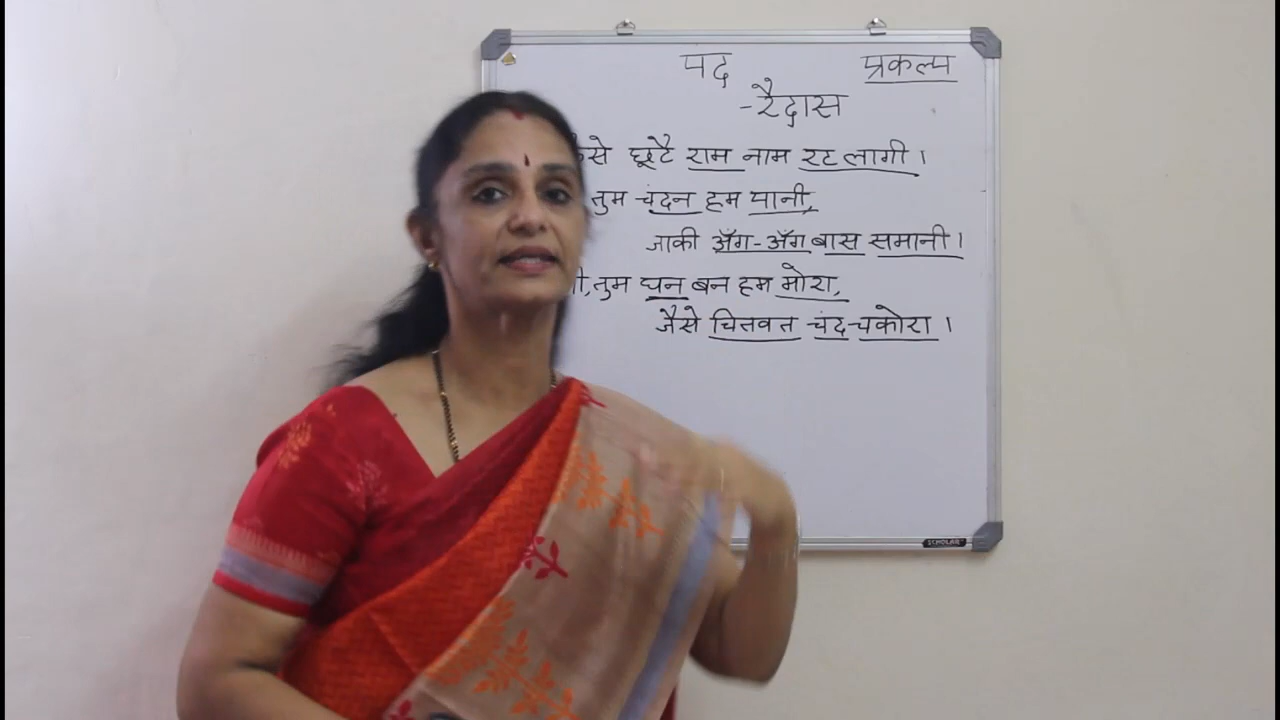 पद
प्रकल्प
-रैदास
कैसे छूटै राम नाम रट लागी।
तुम चंदन हम पानी,
जाकी अँग-अँग बास समानी।
तुम घन बन हम मोरा,
जैसे चितवत चंद चकोरा।
SCHOLAR